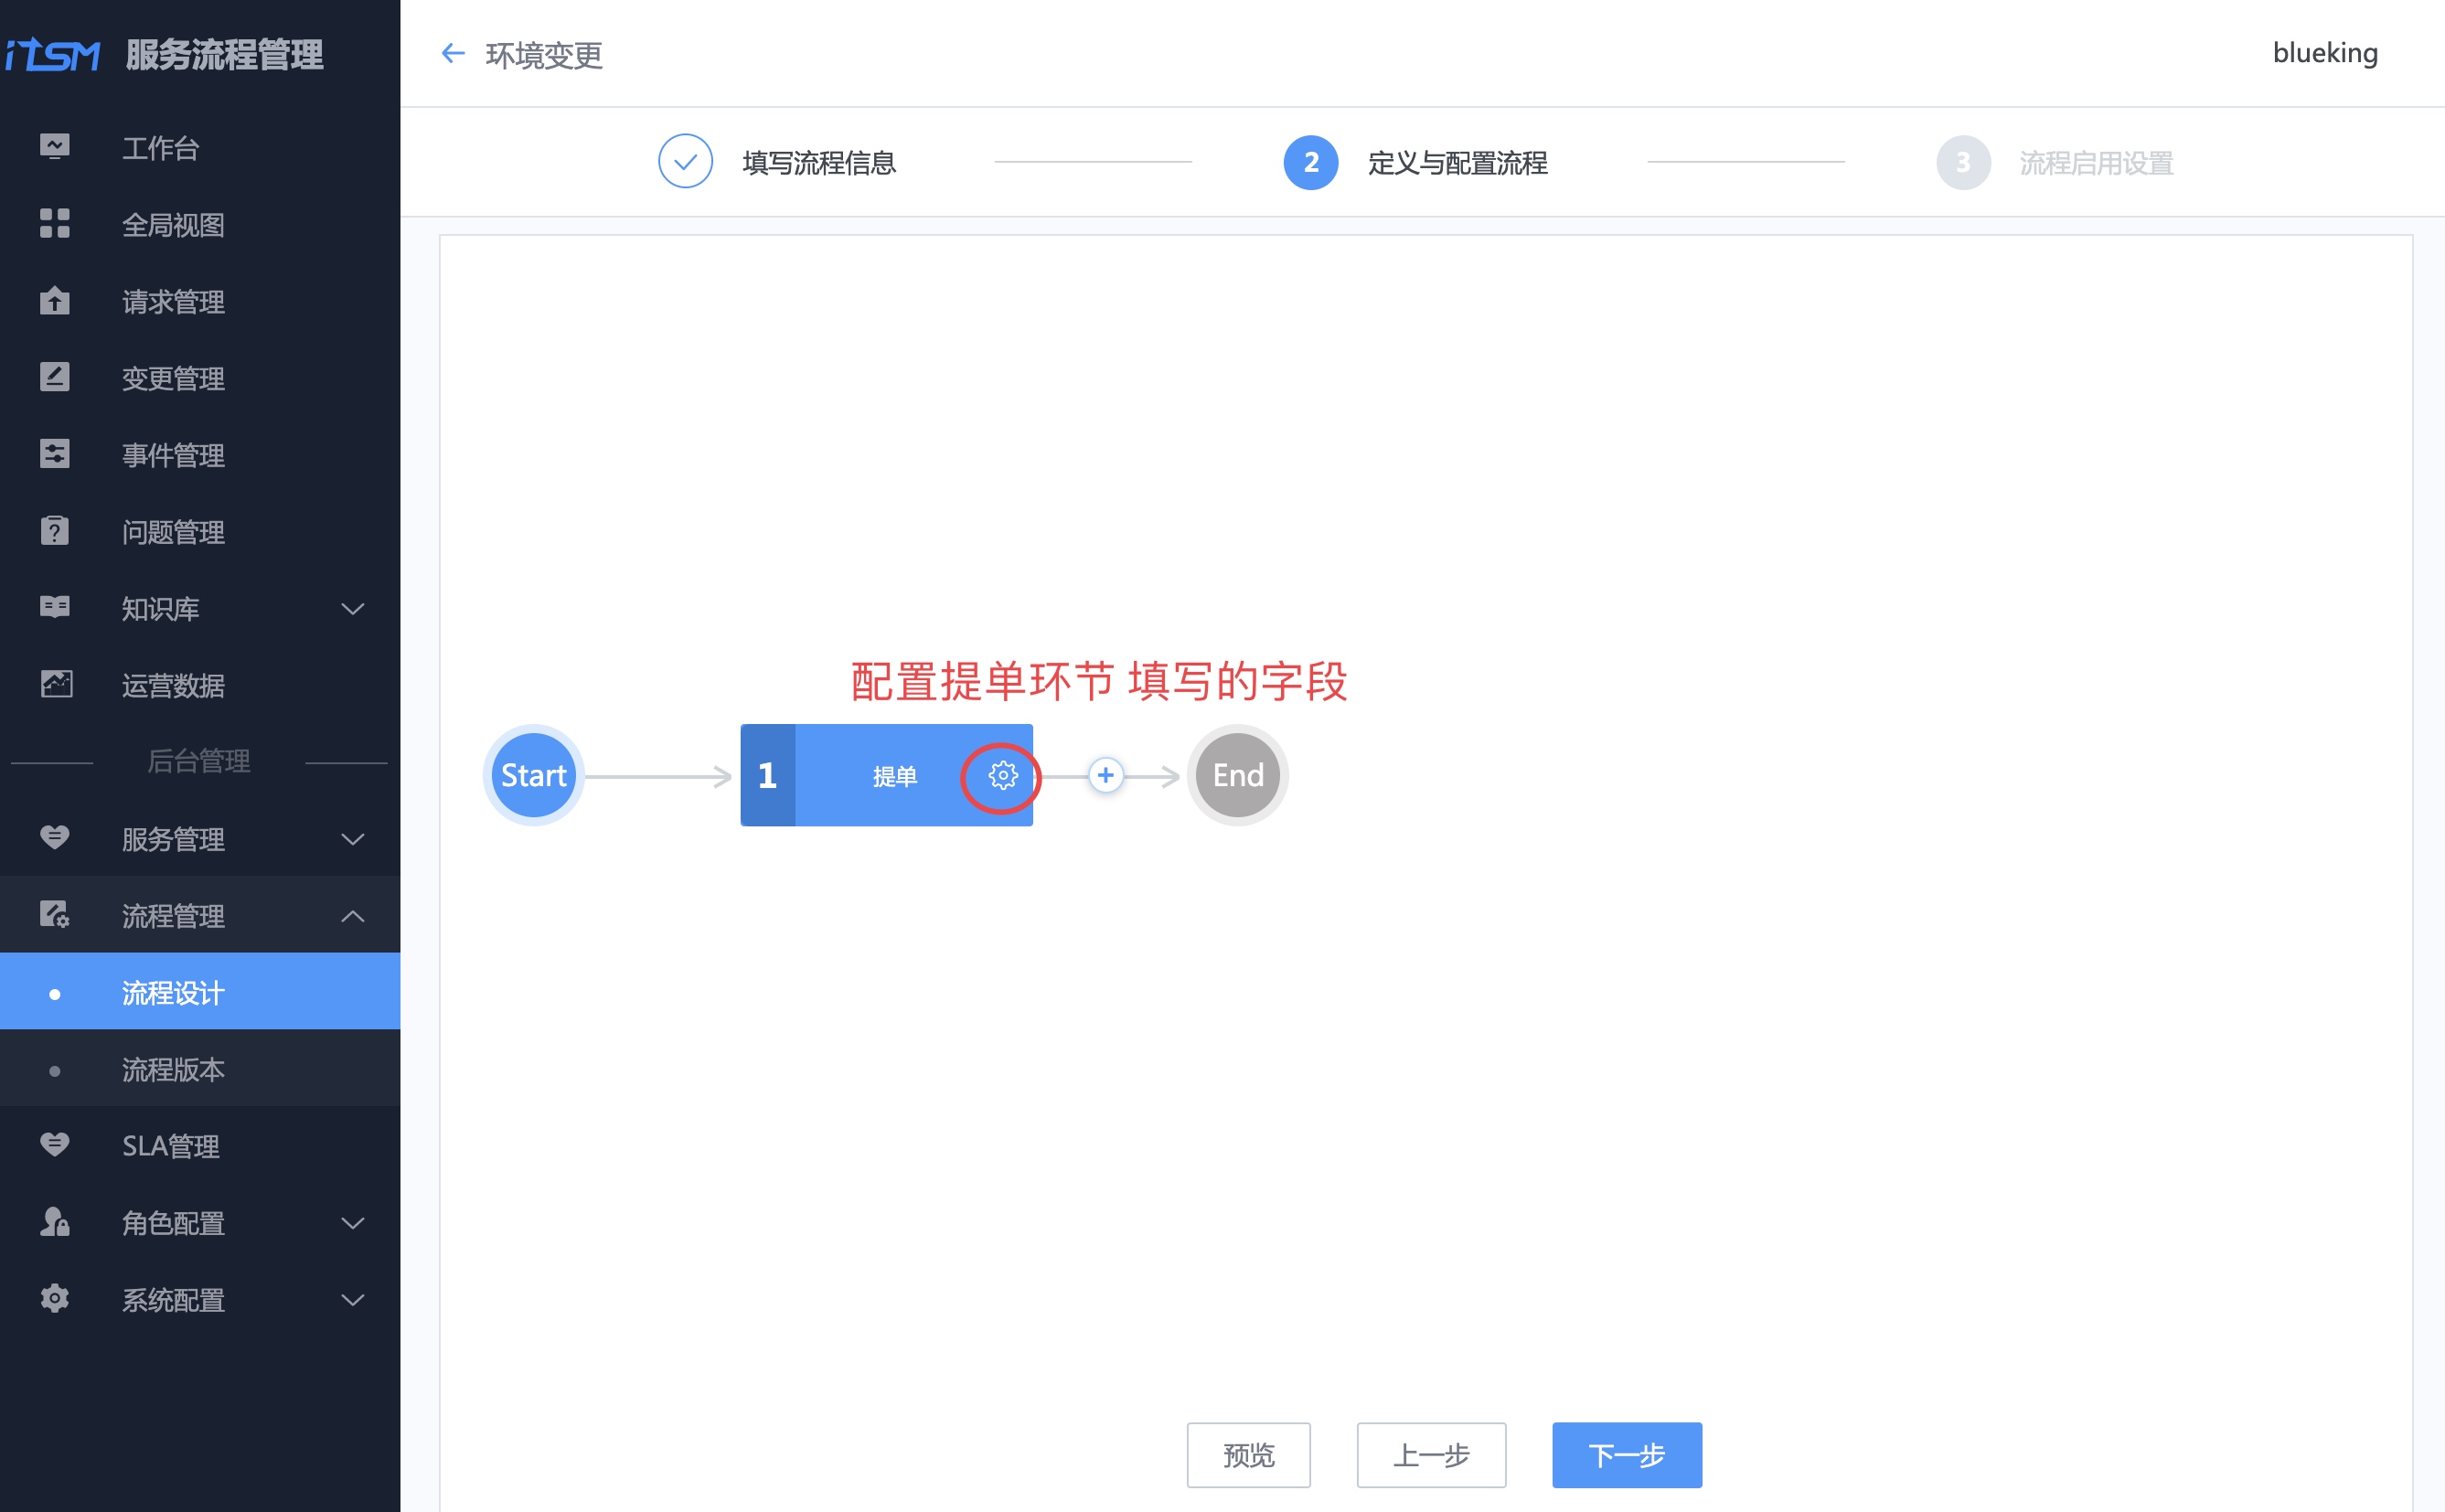 iTSM 服务流程管理
工作台
全局视图
请求管理
变更管理
事件管理
问题管理
知识库
运营数据
后台管理
服务管理
流程管理
流程设计
流程版本
SLA管理
角色配置
系统配置
环境变更
blueking
填写流程信息
2 定义与配置流程
3 流程启用设置
配置提单环节 填写的字段
Start
1 提单
End
预览
上一步
下一步